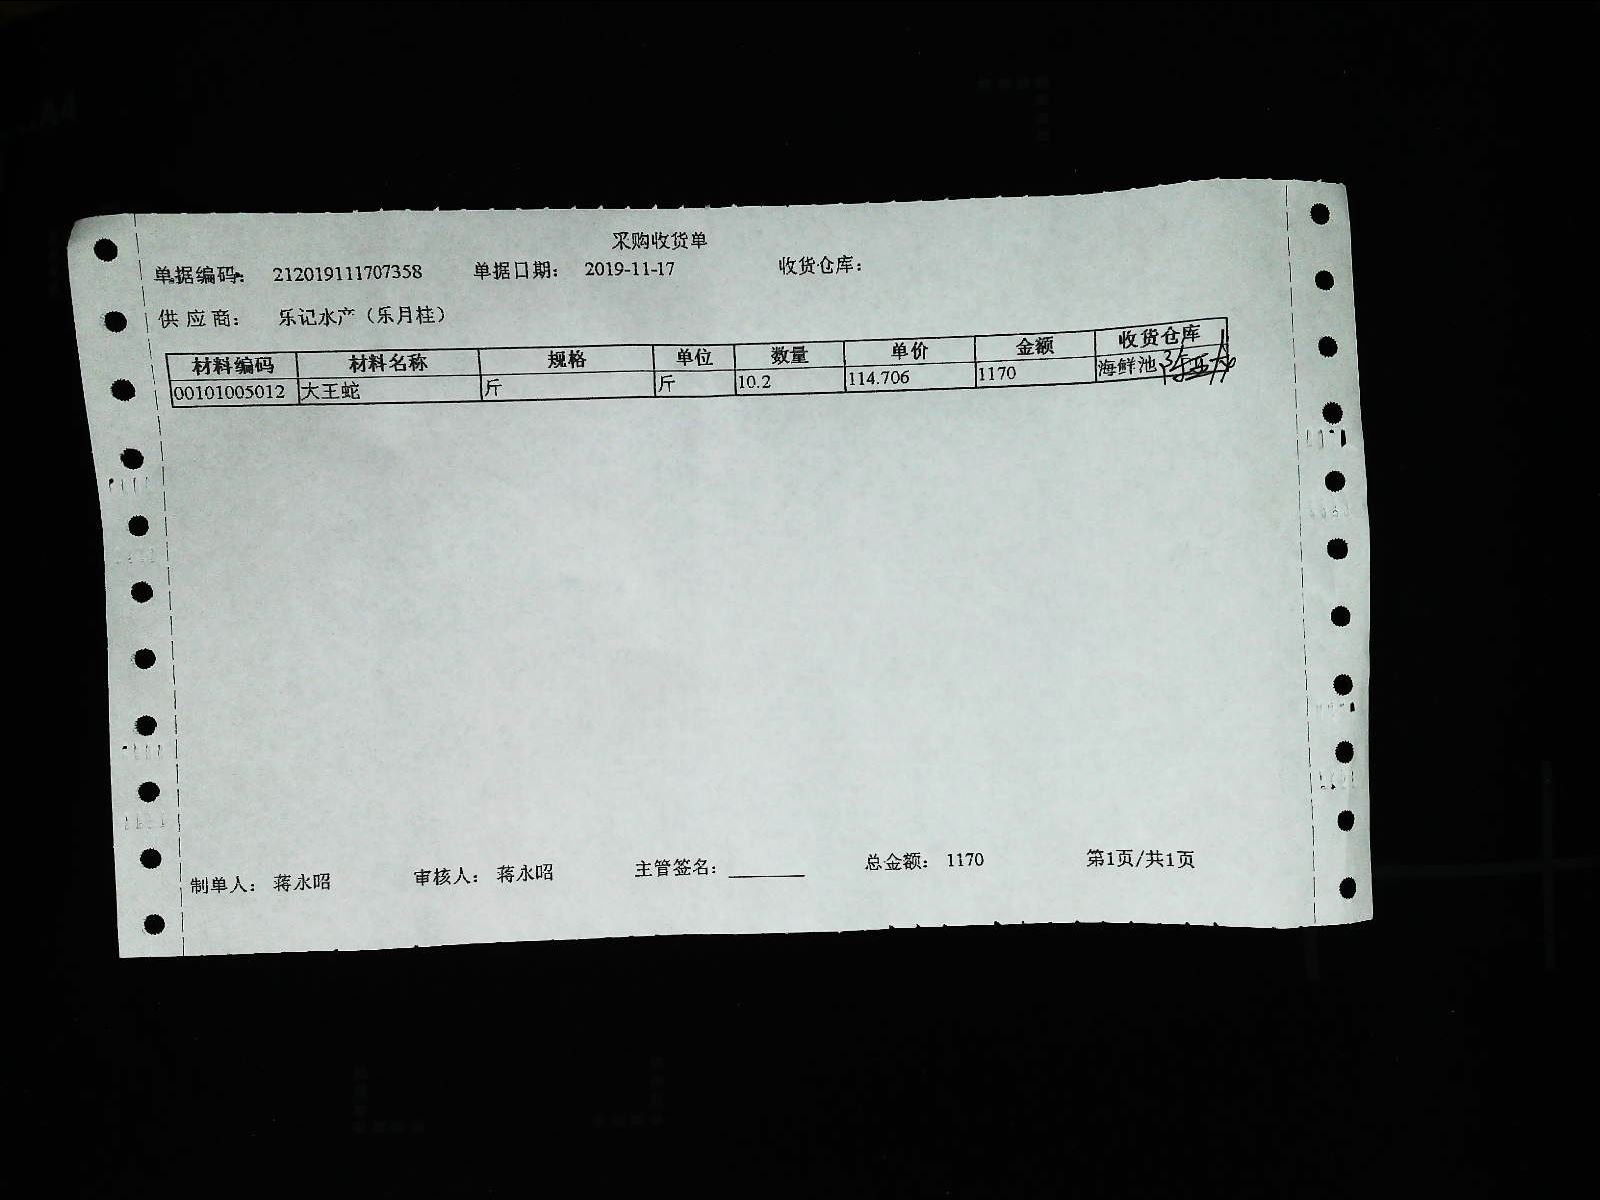 采购收货单
单据编码： 212019111707358 单据日期： 2019-11-17 收货仓库：
供 应 商： 乐记水产（乐月桂）
材料编码 材料名称 规格 单位 数量 单价 金额 收货仓库
00101005012 大王蛇 斤 斤 10.2 114.706 1170 海鲜池
制单人： 蒋永昭 审核人： 蒋永昭 主管签名： 总金额： 1170 第1页/共1页